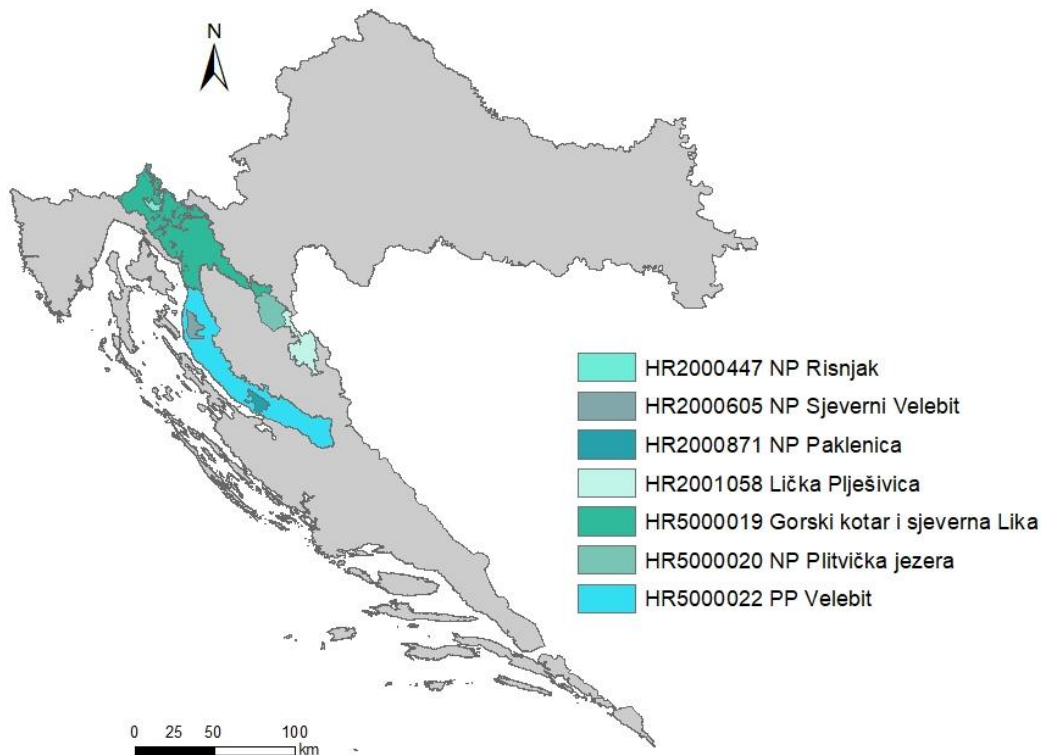 N
HR2000447 NP Risnjak
HR2000605 NP Sjeverni Velebit
HR2000871 NP Paklenica
HR2001058 Lička Plješivica
HR5000019 Gorski kotar i sjeverna Lika
HR5000020 NP Plitvička jezera
HR5000022 PP Velebit
0 25 50 100
km